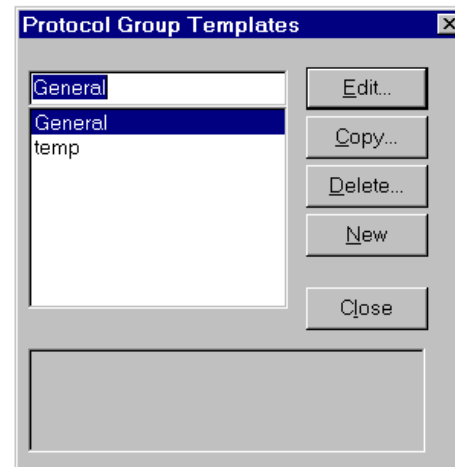 Protocol Group Templates
General
General
temp
Edit...
Copy...
Delete...
New
Close